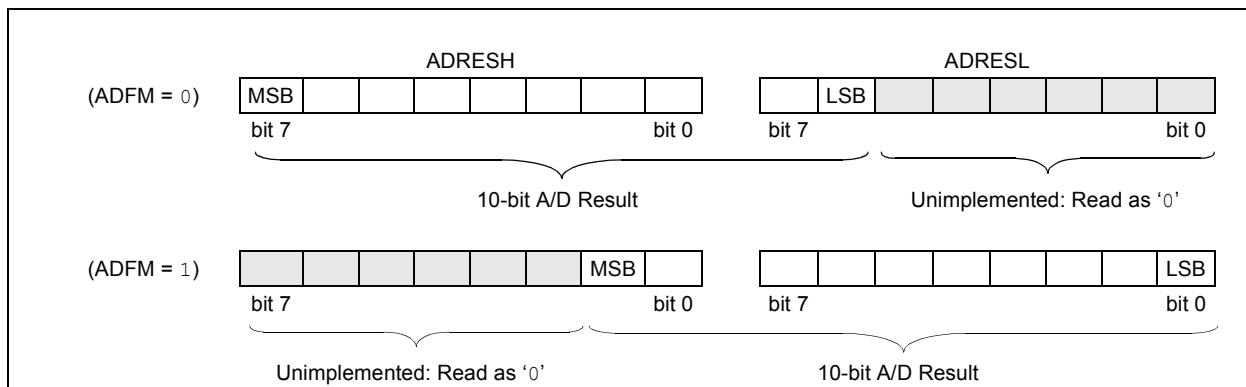 ADRESH ADRESL
(ADFM = 0) MSB LSB
bit 7 bit 0 bit 7 bit 0
10-bit A/D Result Unimplemented: Read as ‘0’
(ADFM = 1) MSB LSB
bit 7 bit 0 bit 7 bit 0
Unimplemented: Read as ‘0’ 10-bit A/D Result